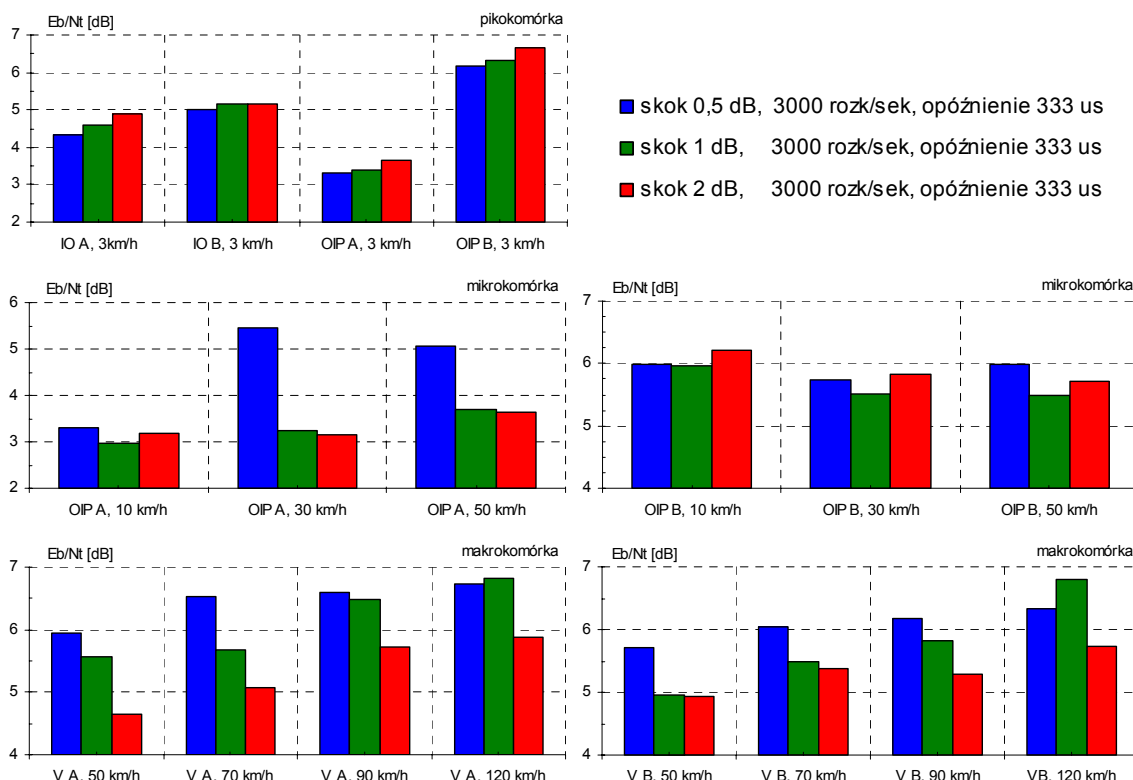 Eb/Nt [dB] pikokomórka
7
6
5
4
3
2
IO A, 3km/h IO B, 3 km/h OIP A, 3 km/h OIP B, 3 km/h
skok 0,5 dB, 3000 rozk/sek, opóźnienie 333 us
skok 1 dB, 3000 rozk/sek, opóźnienie 333 us
skok 2 dB, 3000 rozk/sek, opóźnienie 333 us
Eb/Nt [dB] mikrokomórka
6
5
4
3
2
OIP A, 10 km/h OIP A, 30 km/h OIP A, 50 km/h
Eb/Nt [dB] mikrokomórka
7
6
5
4
OIP B, 10 km/h OIP B, 30 km/h OIP B, 50 km/h
Eb/Nt [dB] makrokomórka
7
6
5
4
V A, 50 km/h V A, 70 km/h V A, 90 km/h V A, 120 km/h
Eb/Nt [dB] makrokomórka
7
6
5
4
V B, 50 km/h V B, 70 km/h V B, 90 km/h VB, 120 km/h